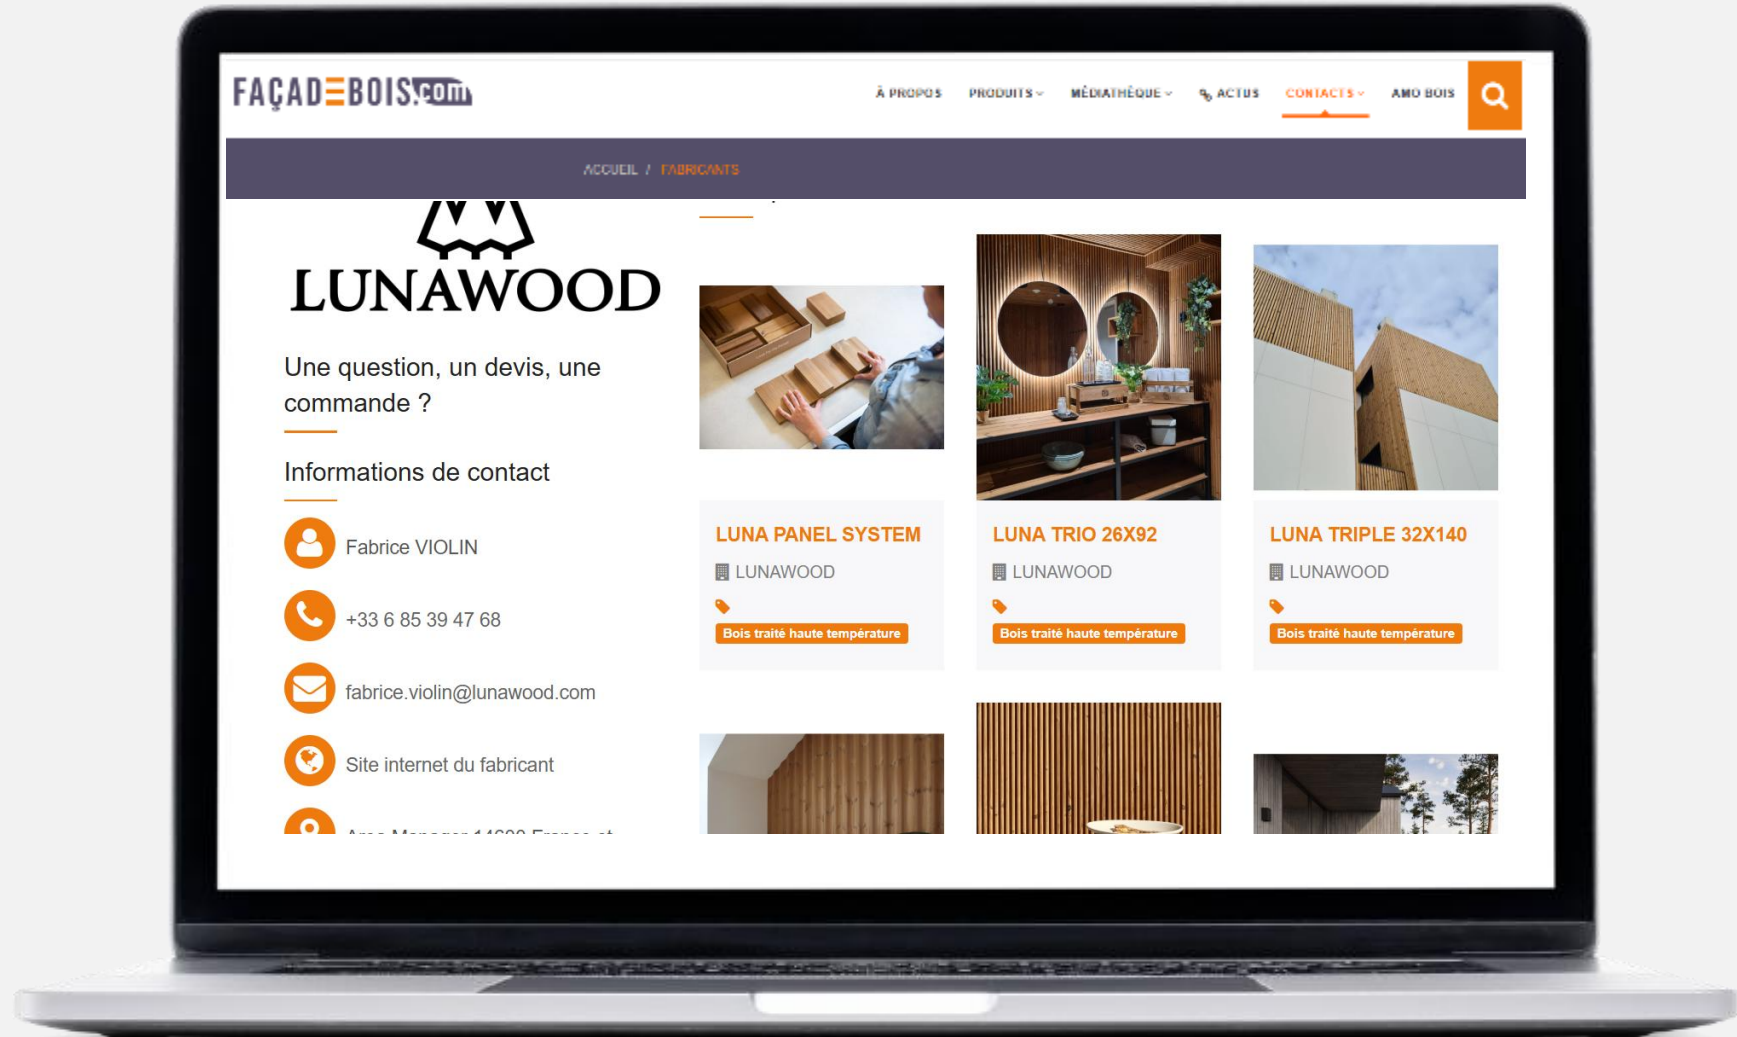 FAÇADEBOIS.com
À PROPOS
PRODUITS
MÉDIATHÈQUE
ACTUS
CONTACTS
AMO BOIS
ACCUEIL / FABRICANTS
LUNAWOOD
Une question, un devis, une
commande ?
Informations de contact
Fabrice VIOLIN
+33 6 85 39 47 68
fabrice.violin@lunawood.com
Site internet du fabricant
LUNA PANEL SYSTEM
LUNAWOOD
Bois traité haute température
LUNA TRIO 26X92
LUNAWOOD
Bois traité haute température
LUNA TRIPLE 32X140
LUNAWOOD
Bois traité haute température